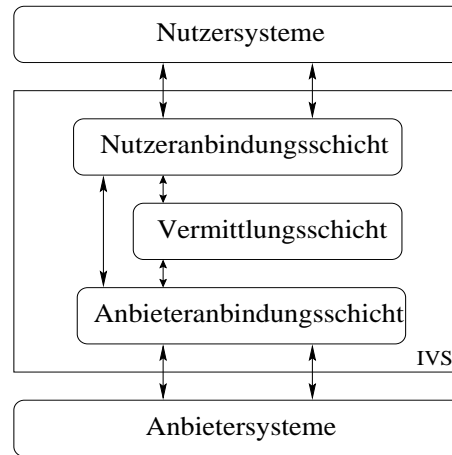 Nutzersysteme
Nutzeranbindungsschicht
Vermittlungsschicht
Anbieteranbindungsschicht
IVS
Anbietersysteme